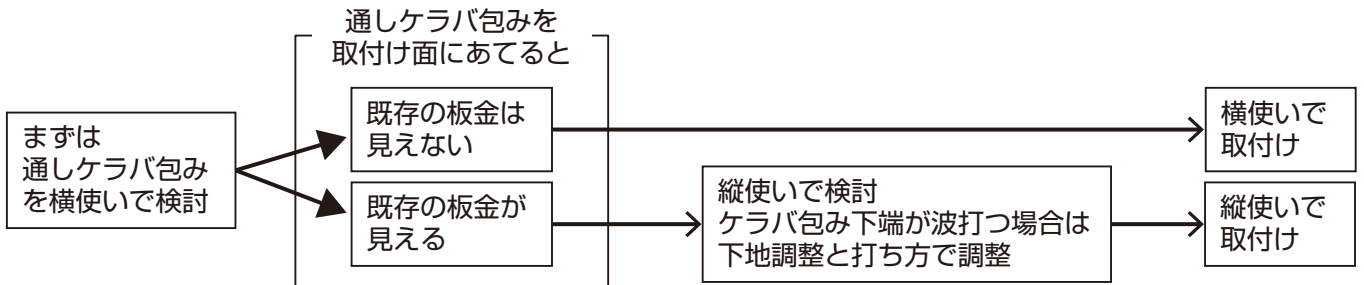 通しケラバ包みを
取付け面にあてると
まずは
通しケラバ包み
を横使いで検討
既存の板金は
見えない
横使いで
取付け
既存の板金が
見える
縦使いで検討
ケラバ包み下端が波打つ場合は
下地調整と打ち方で調整
縦使いで
取付け